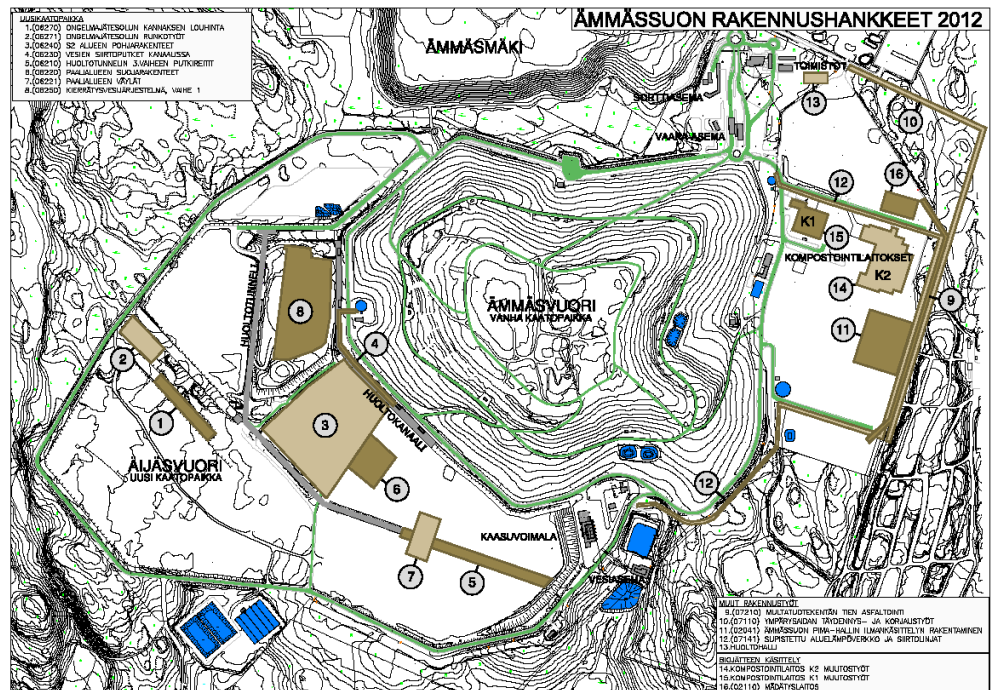 ÄMMÄSSUON RAKENNUSHANKKEET 2012
UUSIKAATOPAIKKA
1.(06270) ONGELMAJÄTESOLUN KANNAKSEN LOUHINTA
2.(06271) ONGELMAJÄTESOLUN RUNKOTYÖT
3.(06240) S2 ALUEEN POHJARAKENTEET
4.(06230) VESIEN SIIRTOPUTKET KANAALISSA
5.(06210) HUOLTOTUNNELIN 3.VAIHEEN PUTKIREITIT
6.(06220) PAALIALUEEN SUOJARAKENTEET
7.(06221) PAALIALUEEN VÄYLÄT
8.(06250) KIERRÄTYSVESIJÄRJESTELMÄ, VAIHE 1
ÄMMÄSMÄKI
TOIMISTOT
13
SIIRTOASEMA
10
VAAKA-ASEMA
12
16
K1
15
KOMPOSTOINTILAITOKSET
K2
14
9
11
HUOLTOTUNNELI
8
ÄMMÄSVUORI
VANHA KAATOPAIKKA
4
2
HUOLTOKANAALI
1
3
ÄIJÄSVUORI
UUSI KAATOPAIKKA
6
12
KAASUVOIMALA
7
5
VESIASEMA
MUUT RAKENNUSTYÖT
9.(07210) MULTATUOTEKENTÄN TIEN ASFALTOINTI
10.(07110) YMPÄRYSAIDAN TÄYDENNYS- JA KORJAUSTYÖT
11.(02041) ÄMMÄSSUON PIMA-HALLIN ILMANKÄSITTELYN RAKENTAMINEN
12.(07141) SUPISTETTU ALUELÄMPÖVERKKO JA SIIRTOLINJAT
13.HUOLTOHALLI
BIOJÄTTEEN KÄSITTELY
14.KOMPOSTOINTILAITOS K2 MUUTOSTYÖT
15.KOMPOSTOINTILAITOS K1 MUUTOSTYÖT
16.(02110) MÄDÄTYSLAITOS